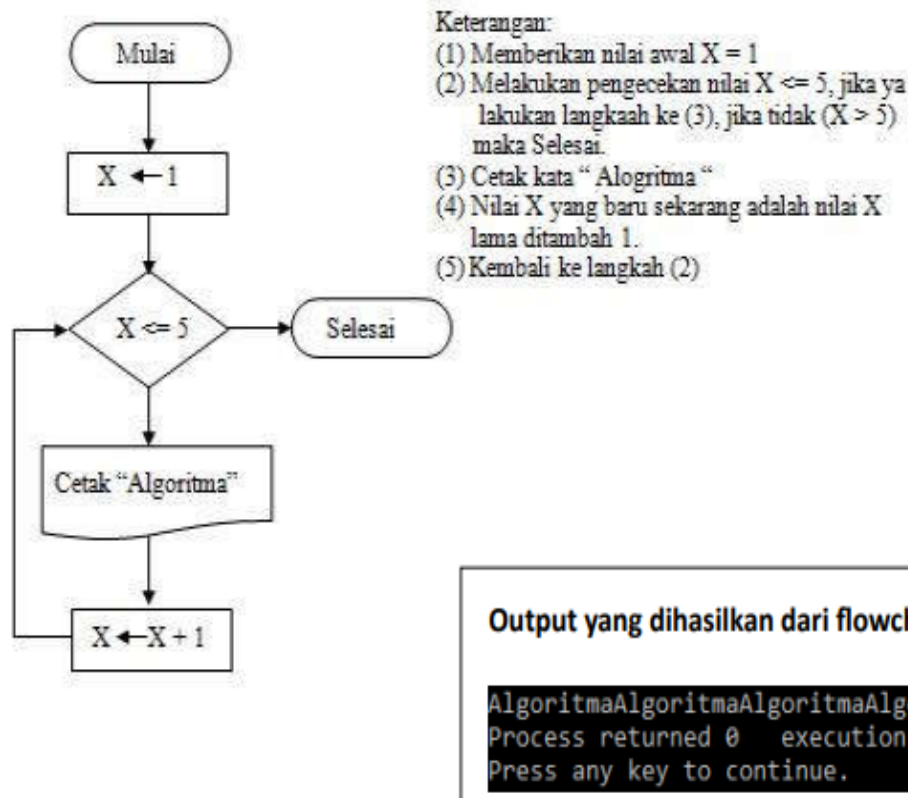 Mulai
X ← 1
X <= 5
Selesai
Cetak “Algoritma”
X ← X + 1
Keterangan:
(1) Memberikan nilai awal X = 1
(2) Melakukan pengecekan nilai X <= 5, jika ya
lakukan langkaah ke (3), jika tidak (X > 5)
maka Selesai.
(3) Cetak kata “ Alogritma “
(4) Nilai X yang baru sekarang adalah nilai X
lama ditambah 1.
(5) Kembali ke langkah (2)
Output yang dihasilkan dari
AlgoritmaAlgoritmaAlgoritma
Process returned 0 execution
Press any key to continue.